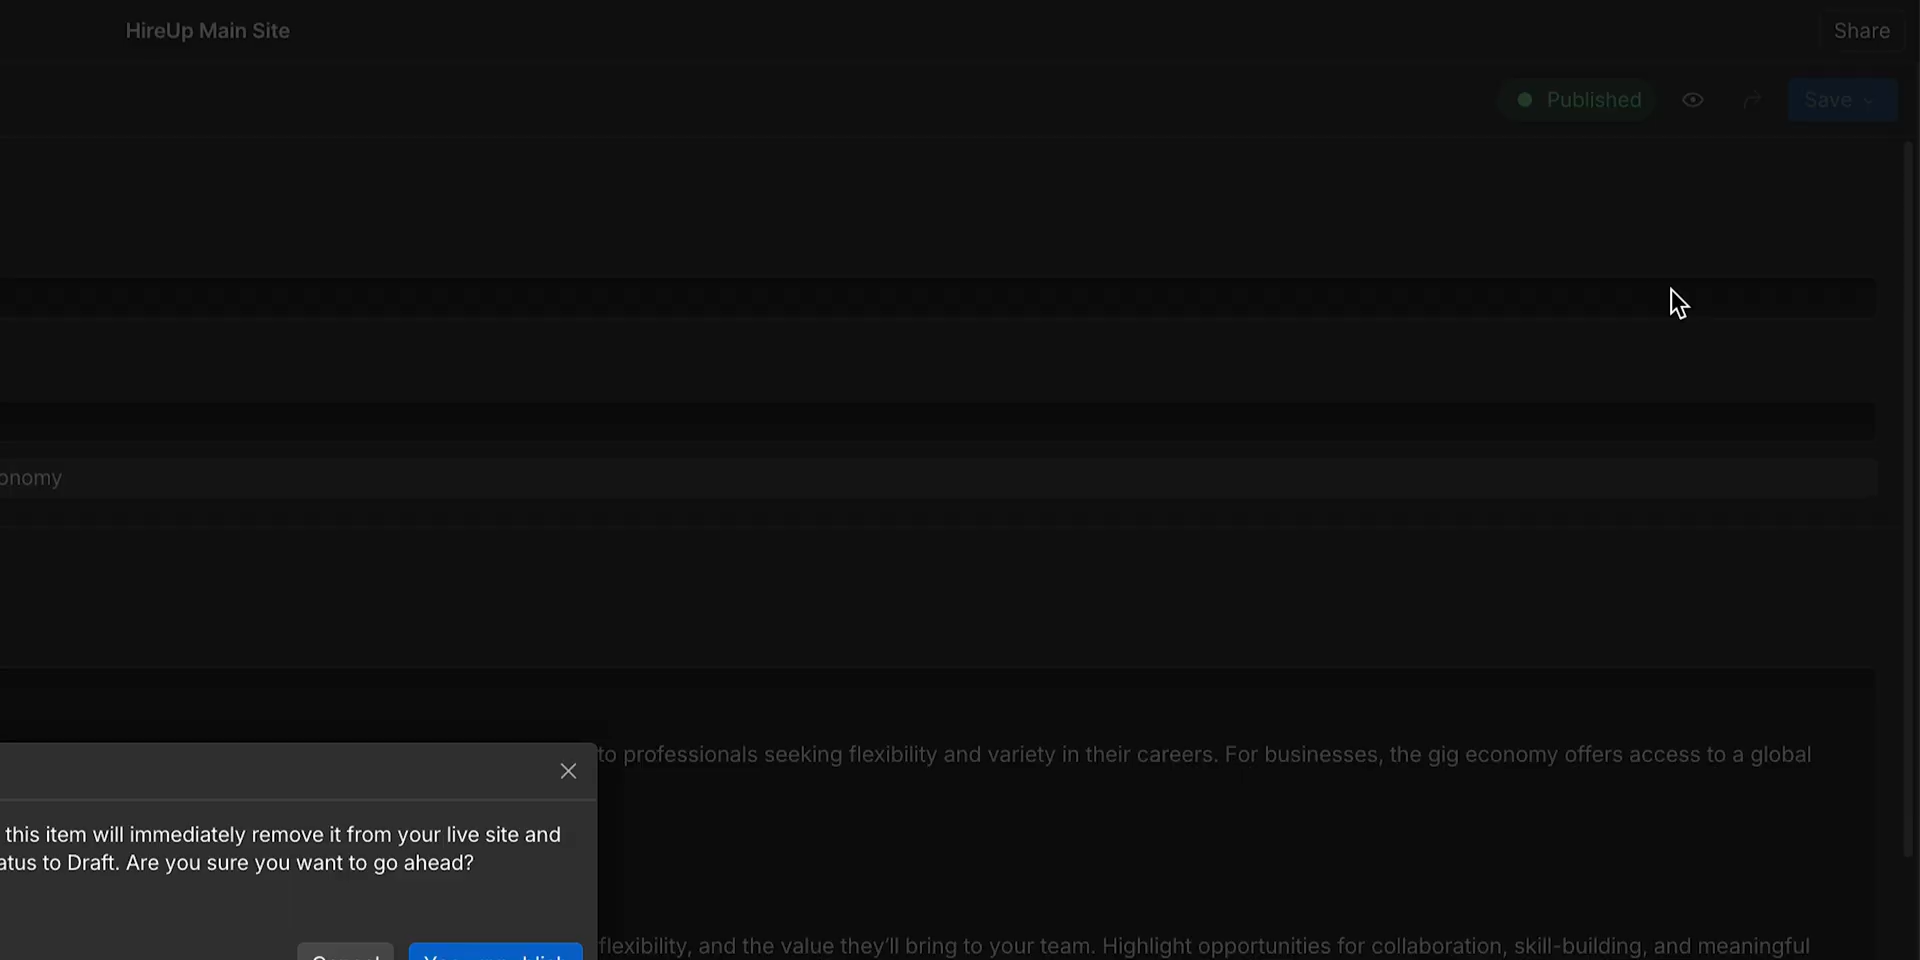 HireUp Main Site
Share
Published
Save
onomy
to professionals seeking flexibility and variety in their careers. For businesses, the gig economy offers access to a global
this item will immediately remove it from your live site and
atus to Draft. Are you sure you want to go ahead?
flexibility, and the value they'll bring to your team. Highlight opportunities for collaboration, skill-building, and meaningful